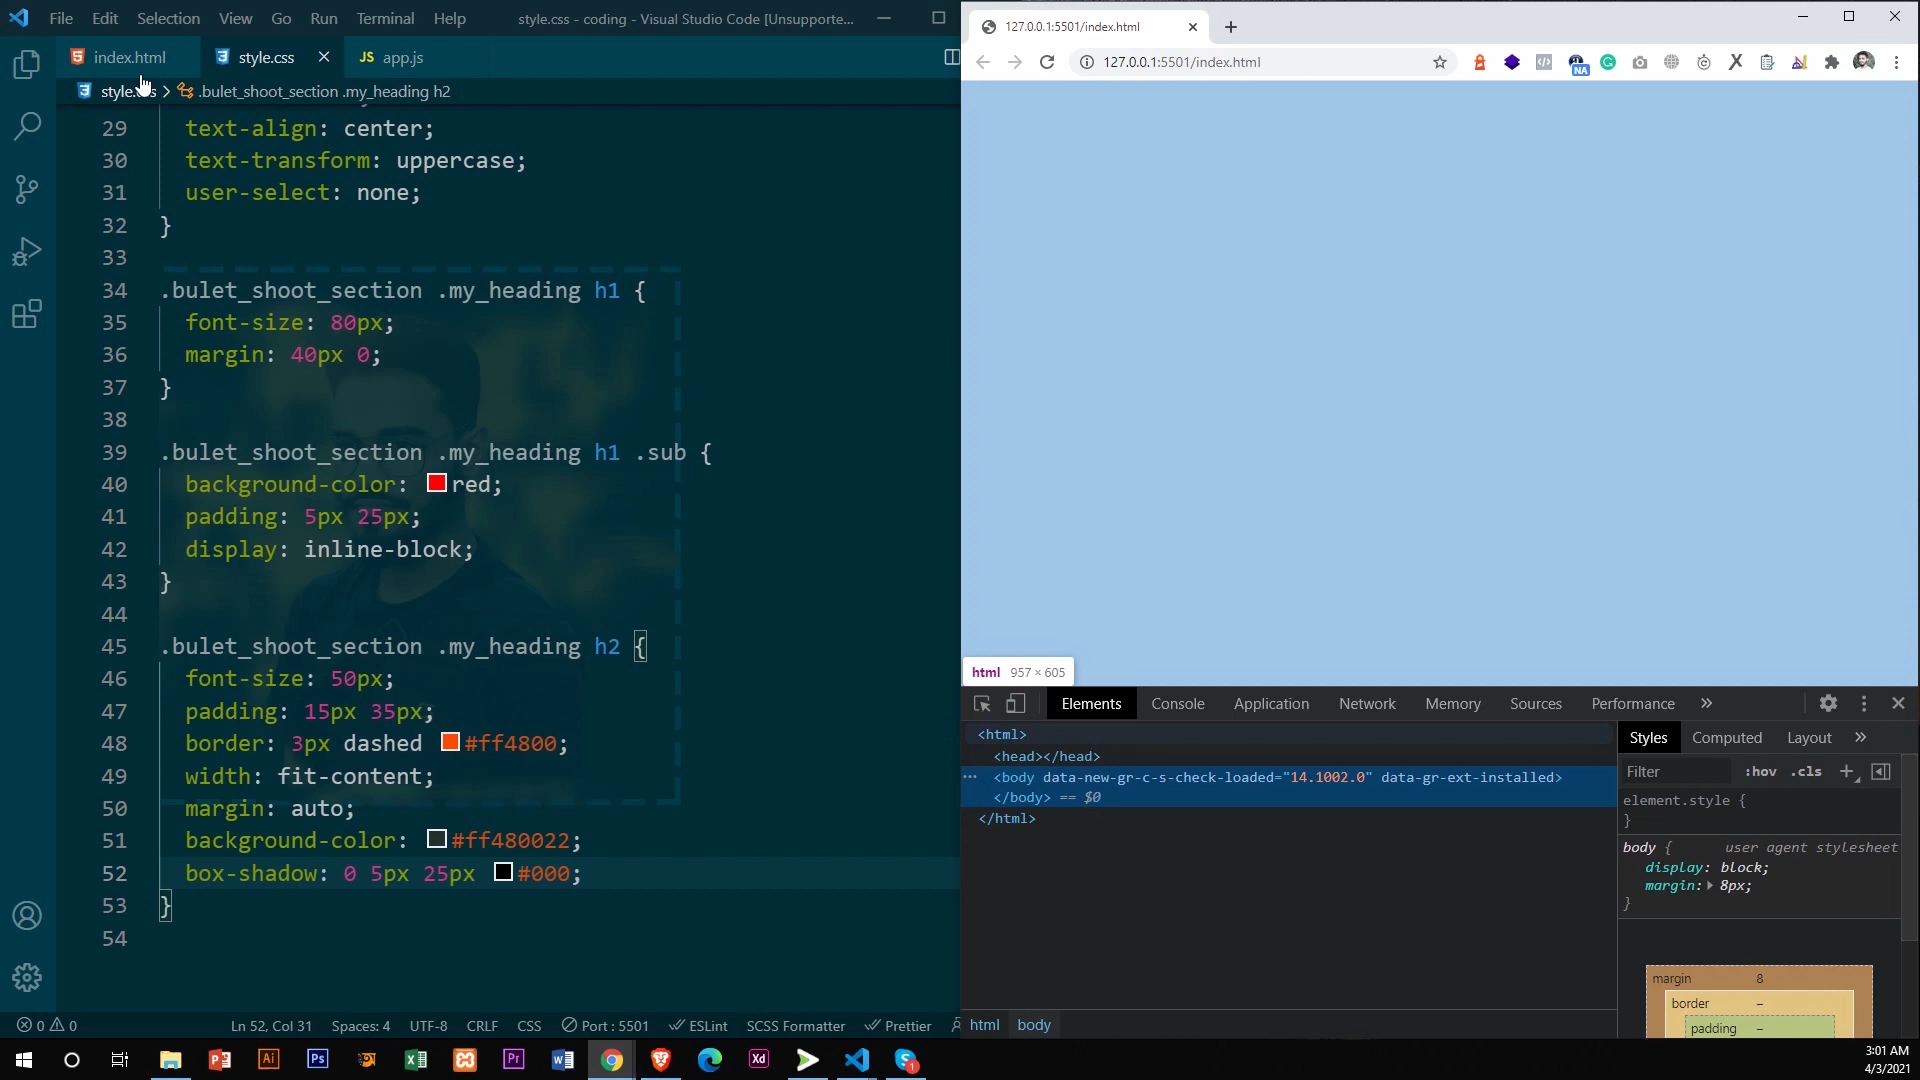 File Edit Selection View Go Run Terminal Help style.css - coding - Visual Studio Code [Unsupporte...
index.html style.css JS app.js
.bulet_shoot_section .my_heading h2
29 text-align: center;
30 text-transform: uppercase;
31 user-select: none;
32 }
33
34 .bulet_shoot_section .my_heading h1 {
35 font-size: 80px;
36 margin: 40px 0;
37 }
38
39 .bulet_shoot_section .my_heading h1 .sub {
40 background-color: red;
41 padding: 5px 25px;
42 display: inline-block;
43 }
44
45 .bulet_shoot_section .my_heading h2 {
46 font-size: 50px;
47 padding: 15px 35px;
48 border: 3px dashed #ff4800;
49 width: fit-content;
50 margin: auto;
51 background-color: #ff480022;
52 box-shadow: 0 5px 25px #000;
53 }
54
0 0 Ln 52, Col 31 Spaces: 4 UTF-8 CRLF CSS Port : 5501 ESLint SCSS Formatter Prettier
127.0.0.1:5501/index.html
127.0.0.1:5501/index.html
NA
html 957 × 605
Elements Console Application Network Memory Sources Performance
<html>
<head></head>
<body data-new-gr-c-s-check-loaded="14.1002.0" data-gr-ext-installed>
</body> == $0
</html>
Styles Computed Layout
Filter :hov .cls
element.style {
}
body { user agent stylesheet
display: block;
margin: 8px;
}
margin 8
border –
padding –
html body
Ai Ps Pr Xd 1
3:01 AM
4/3/2021